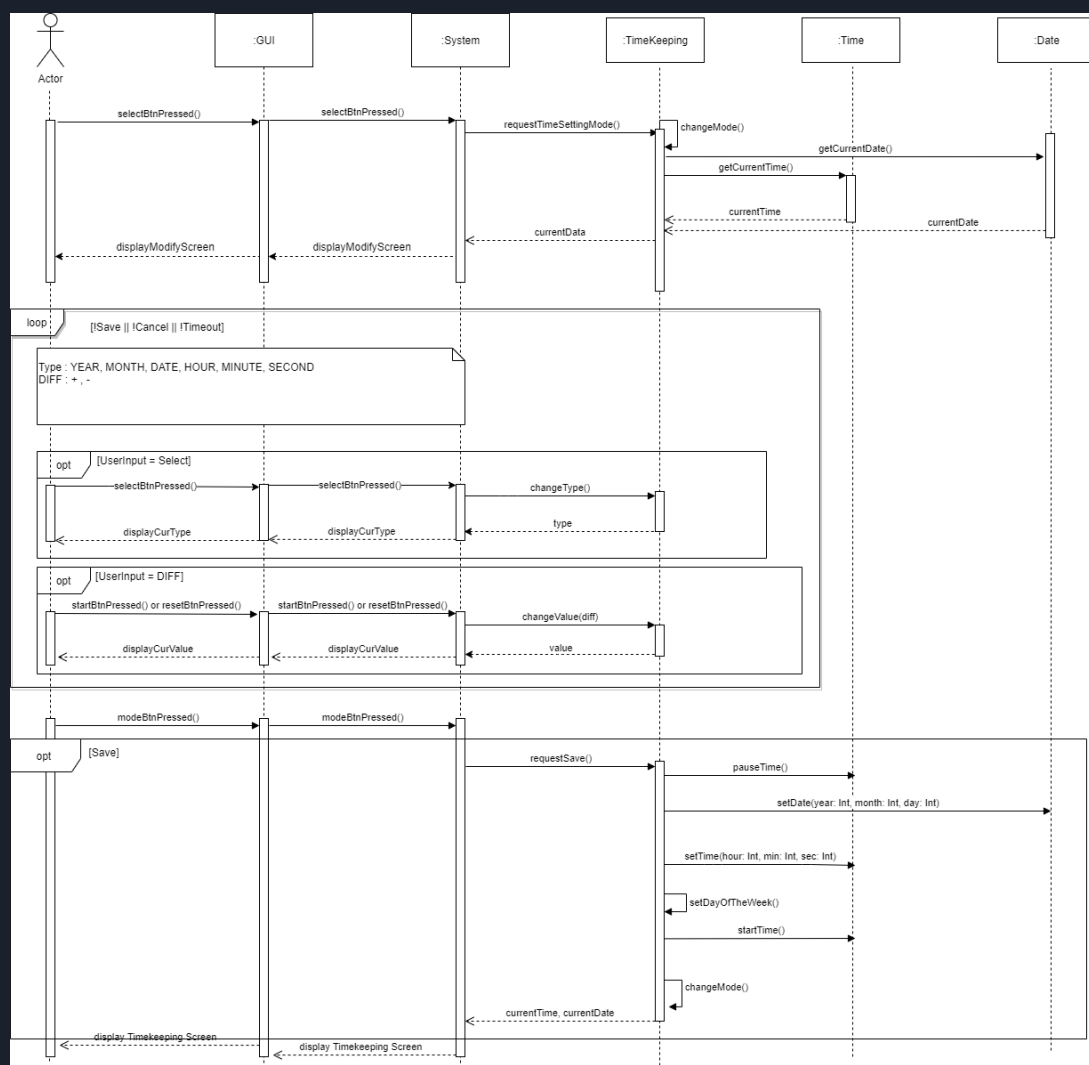 Actor
:GUI
:System
:TimeKeeping
:Time
:Date
selectBtnPressed()
selectBtnPressed()
requestTimeSettingMode()
changeMode()
getCurrentDate()
getCurrentTime()
currentTime
currentDate
currentData
displayModifyScreen
displayModifyScreen
loop
[!Save || !Cancel || !Timeout]
Type : YEAR, MONTH, DATE, HOUR, MINUTE, SECOND
DIFF : + , -
opt
[UserInput = Select]
selectBtnPressed()
selectBtnPressed()
changeType()
type
displayCurType
displayCurType
opt
[UserInput = DIFF]
startBtnPressed() or resetBtnPressed()
startBtnPressed() or resetBtnPressed()
changeValue(diff)
value
displayCurValue
displayCurValue
modeBtnPressed()
modeBtnPressed()
opt
[Save]
requestSave()
pauseTime()
setDate(year: Int, month: Int, day: Int)
setTime(hour: Int, min: Int, sec: Int)
setDayOfTheWeek()
startTime()
changeMode()
currentTime, currentDate
display Timekeeping Screen
display Timekeeping Screen